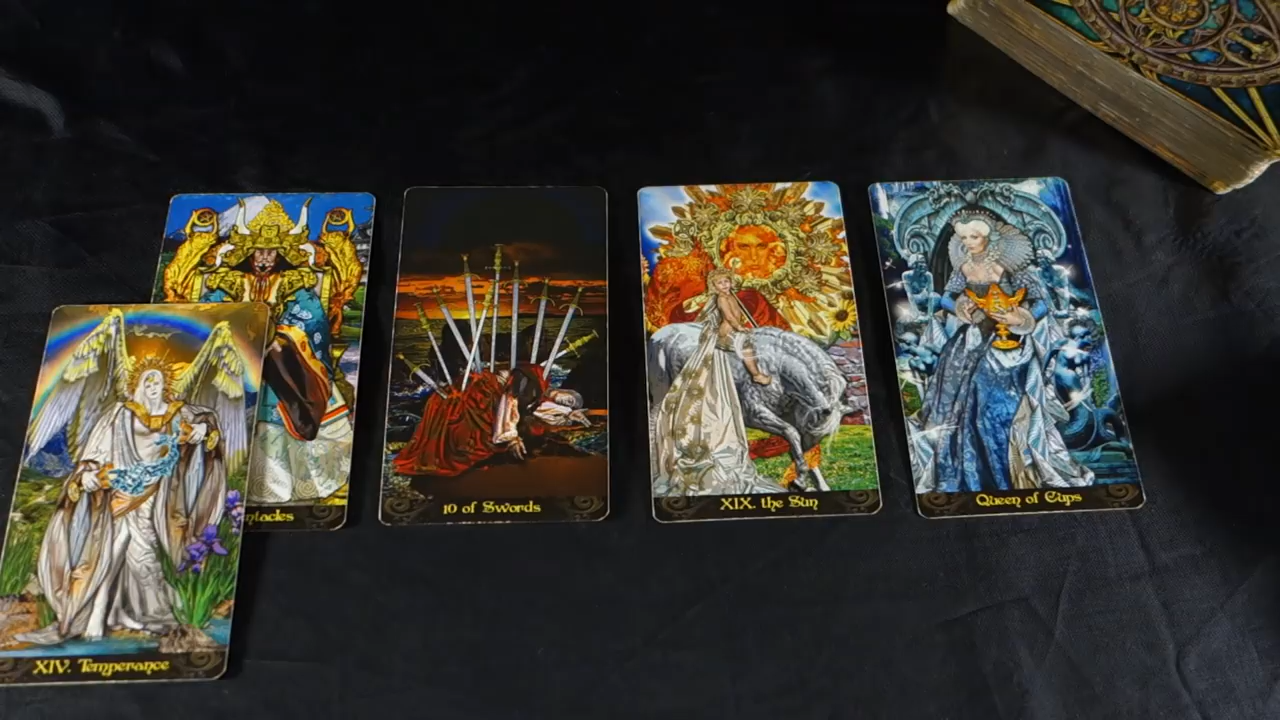 ntacles
10 of Swords
XIX. the Sun
Queen of Cups
XIV. Temperance